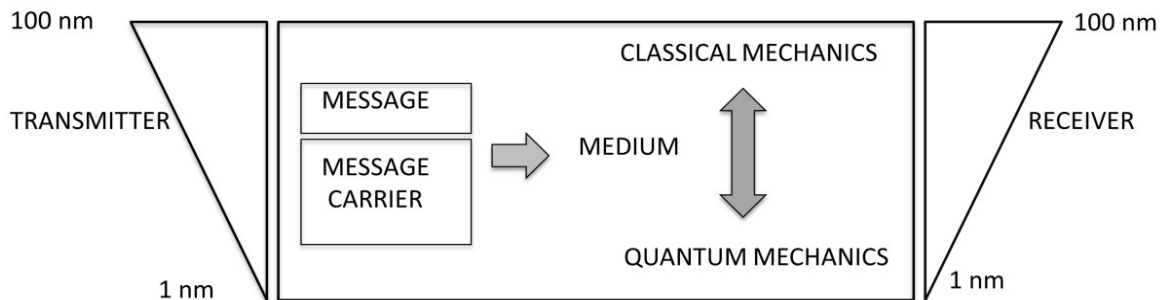 100 nm
100 nm
CLASSICAL MECHANICS
MESSAGE
TRANSMITTER
RECEIVER
MEDIUM
MESSAGE
CARRIER
QUANTUM MECHANICS
1 nm
1 nm